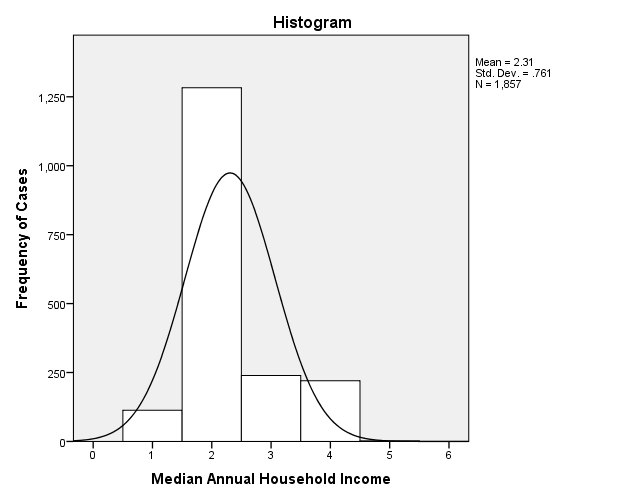 Histogram
Mean = 2.31
Std. Dev. = .761
N = 1,857
Frequency of Cases
1,250
1,000
750
500
250
0
0 1 2 3 4 5 6
Median Annual Household Income